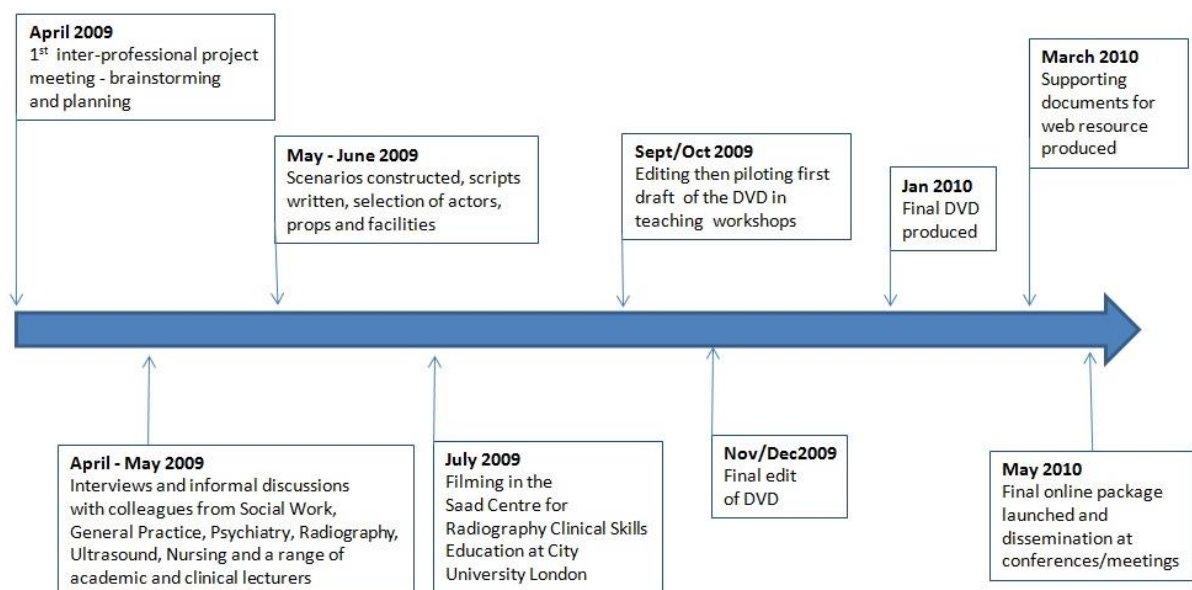 April 2009
1st inter-professional project
meeting - brainstorming
and planning
May - June 2009
Scenarios constructed, scripts
written, selection of actors,
props and facilities
Sept/Oct 2009
Editing then piloting first
draft of the DVD in
teaching workshops
Jan 2010
Final DVD
produced
March 2010
Supporting
documents for
web resource
produced
April - May 2009
Interviews and informal discussions
with colleagues from Social Work,
General Practice, Psychiatry, Radiography,
Ultrasound, Nursing and a range of
academic and clinical lecturers
July 2009
Filming in the
Saad Centre for
Radiography Clinical Skills
Education at City
University London
Nov/Dec2009
Final edit
of DVD
May 2010
Final online package
launched and
dissemination at
conferences/meetings